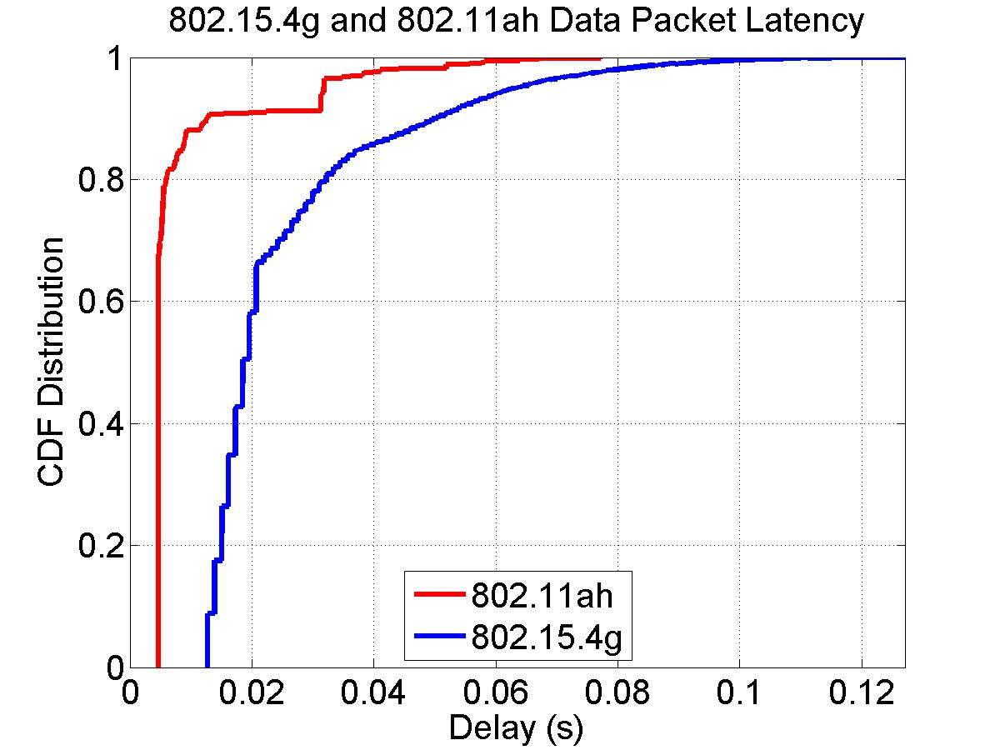 802.15.4g and 802.11ah Data Packet Latency
1
0.8
0.6
0.4
0.2
0
CDF Distribution
802.11ah
802.15.4g
0 0.02 0.04 0.06 0.08 0.1 0.12
Delay (s)